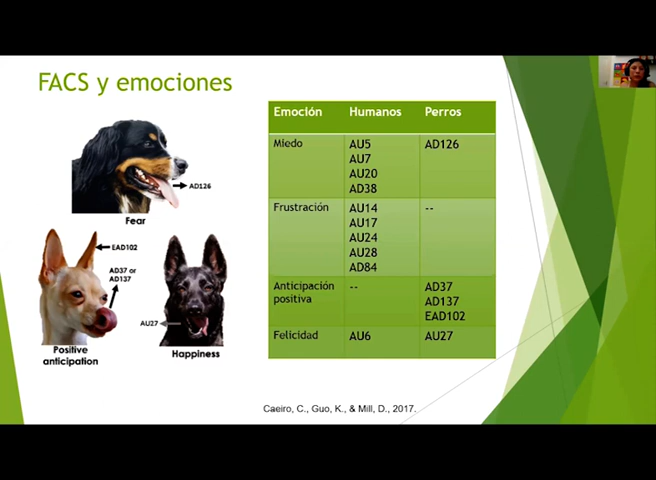 FACS y emociones
AD126
Fear
EAD102
AD37 or
AD137
AU27
Positive
anticipation
Happiness
Emoción Humanos Perros
Miedo AU5 AD126
AU7
AU20
AD38
Frustración AU14 --
AU17
AU24
AU28
AD84
Anticipación -- AD37
positiva AD137
EAD102
Felicidad AU6 AU27
Caeiro, C., Guo, K., & Mill, D., 2017.